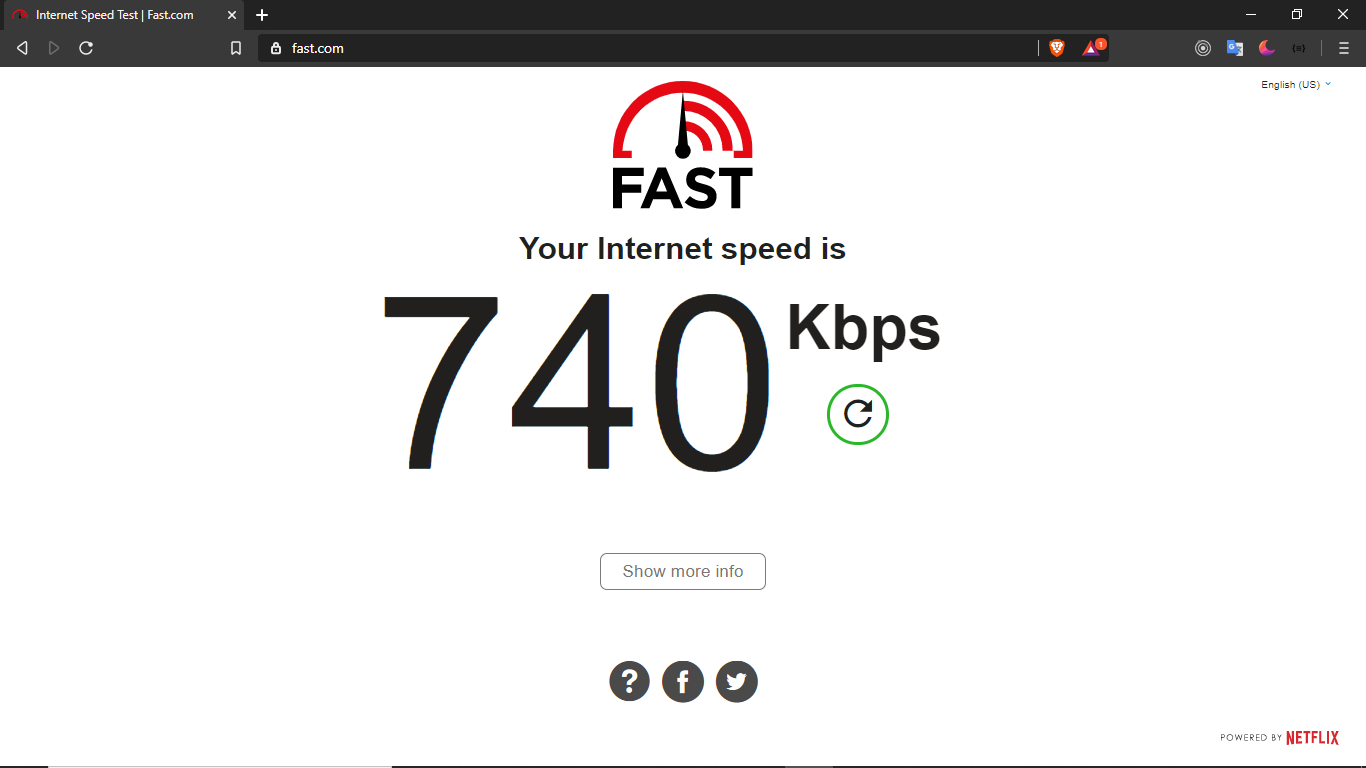 Internet Speed Test | Fast.com
fast.com
1
English (US)
FAST
Your Internet speed is
740 Kbps
Show more info
?
f
POWERED BY NETFLIX